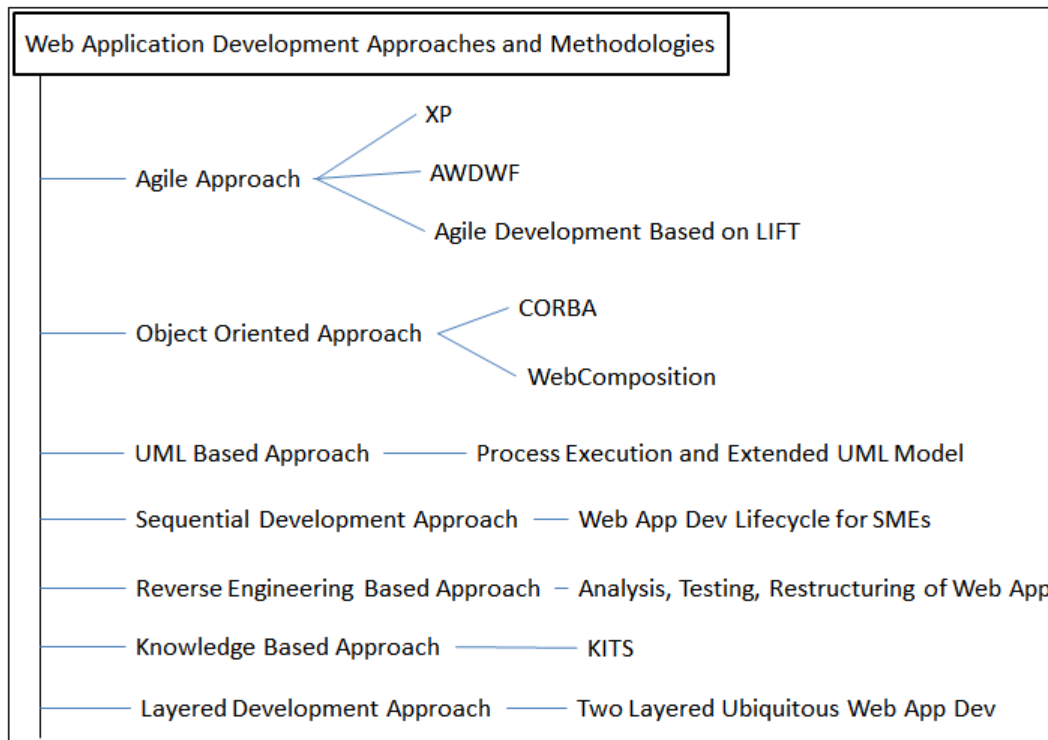 Web Application Development Approaches and Methodologies
XP
Agile Approach
AWDWF
Agile Development Based on LIFT
CORBA
Object Oriented Approach
WebComposition
UML Based Approach
Process Execution and Extended UML Model
Sequential Development Approach
Web App Dev Lifecycle for SMEs
Reverse Engineering Based Approach
Analysis, Testing, Restructuring of Web App
Knowledge Based Approach
KITS
Layered Development Approach
Two Layered Ubiquitous Web App Dev